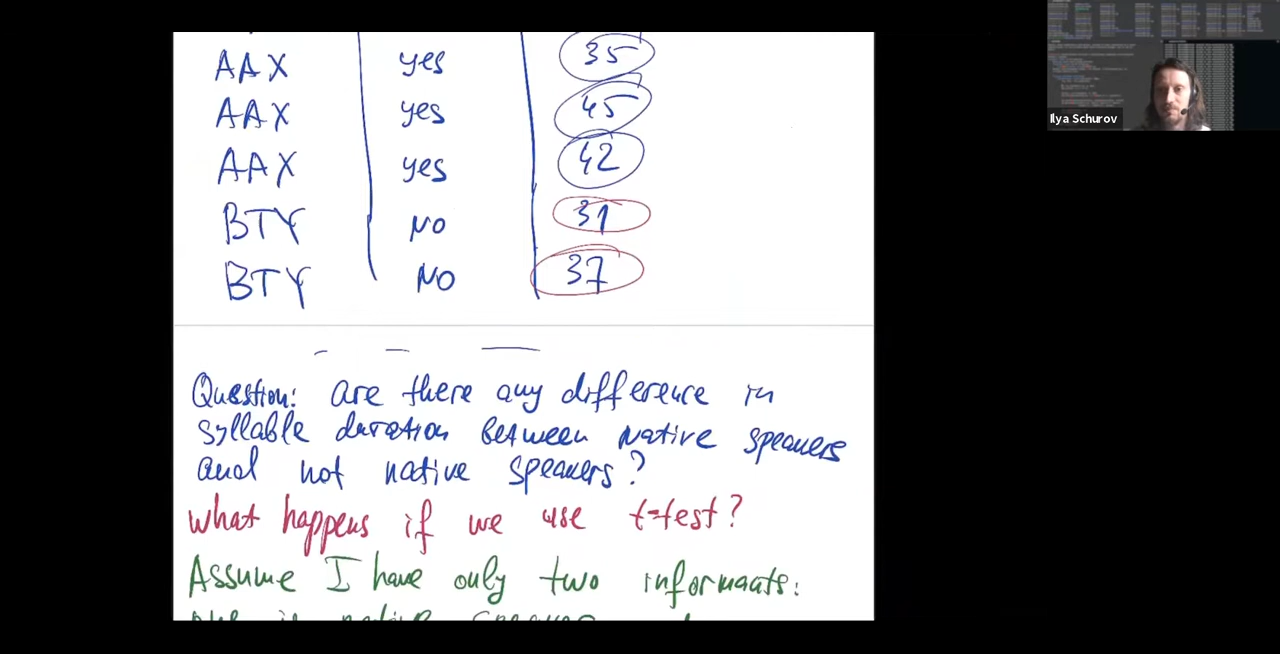 AAX yes 35
AAX yes 45
AAX yes 42
BTY NO 31
BTY NO 37
Question: are there any difference in
syllable duration between native speakers
and not native speakers?
What happens if we use t-test?
Assume I have only two informants:
Ilya Schurov